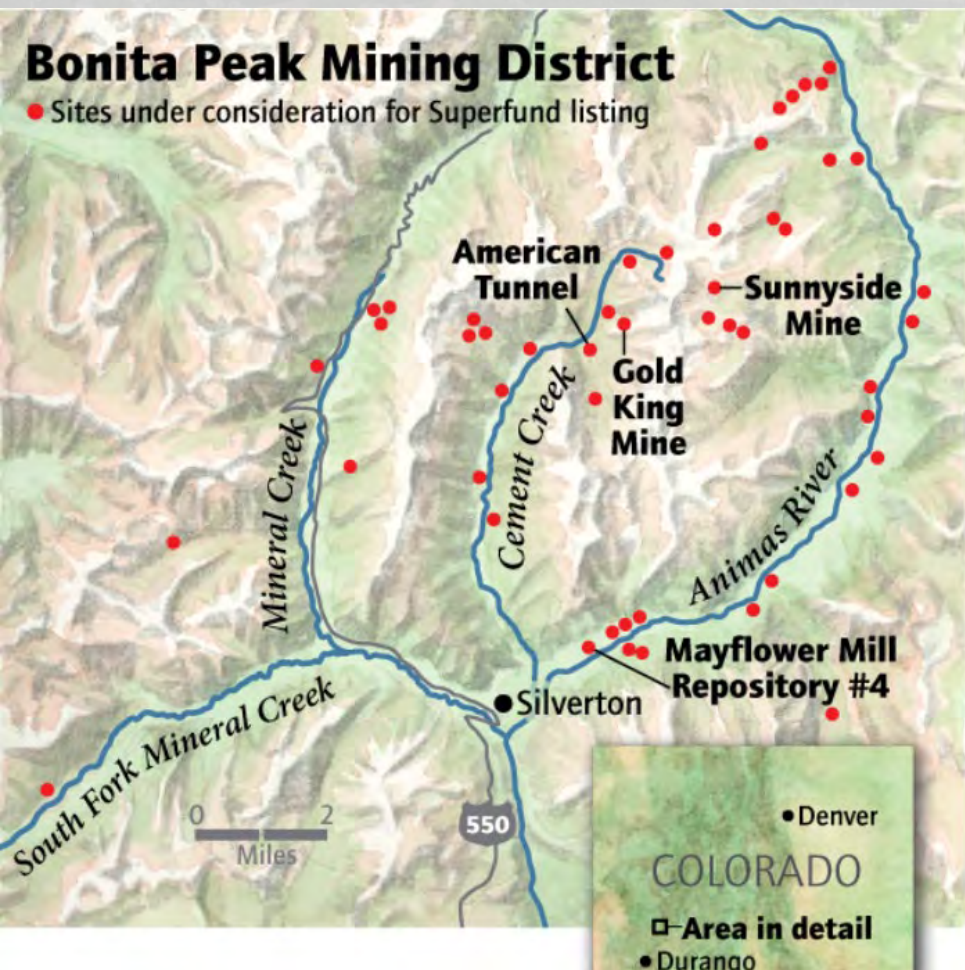 Bonita Peak Mining District
Sites under consideration for Superfund listing
American
Tunnel
Sunnyside
Mine
Gold
King
Mine
Cement Creek
Mineral Creek
Animas River
Mayflower Mill
Repository #4
Silverton
South Fork Mineral Creek
0 2
Miles
550
Denver
COLORADO
Area in detail
Durango